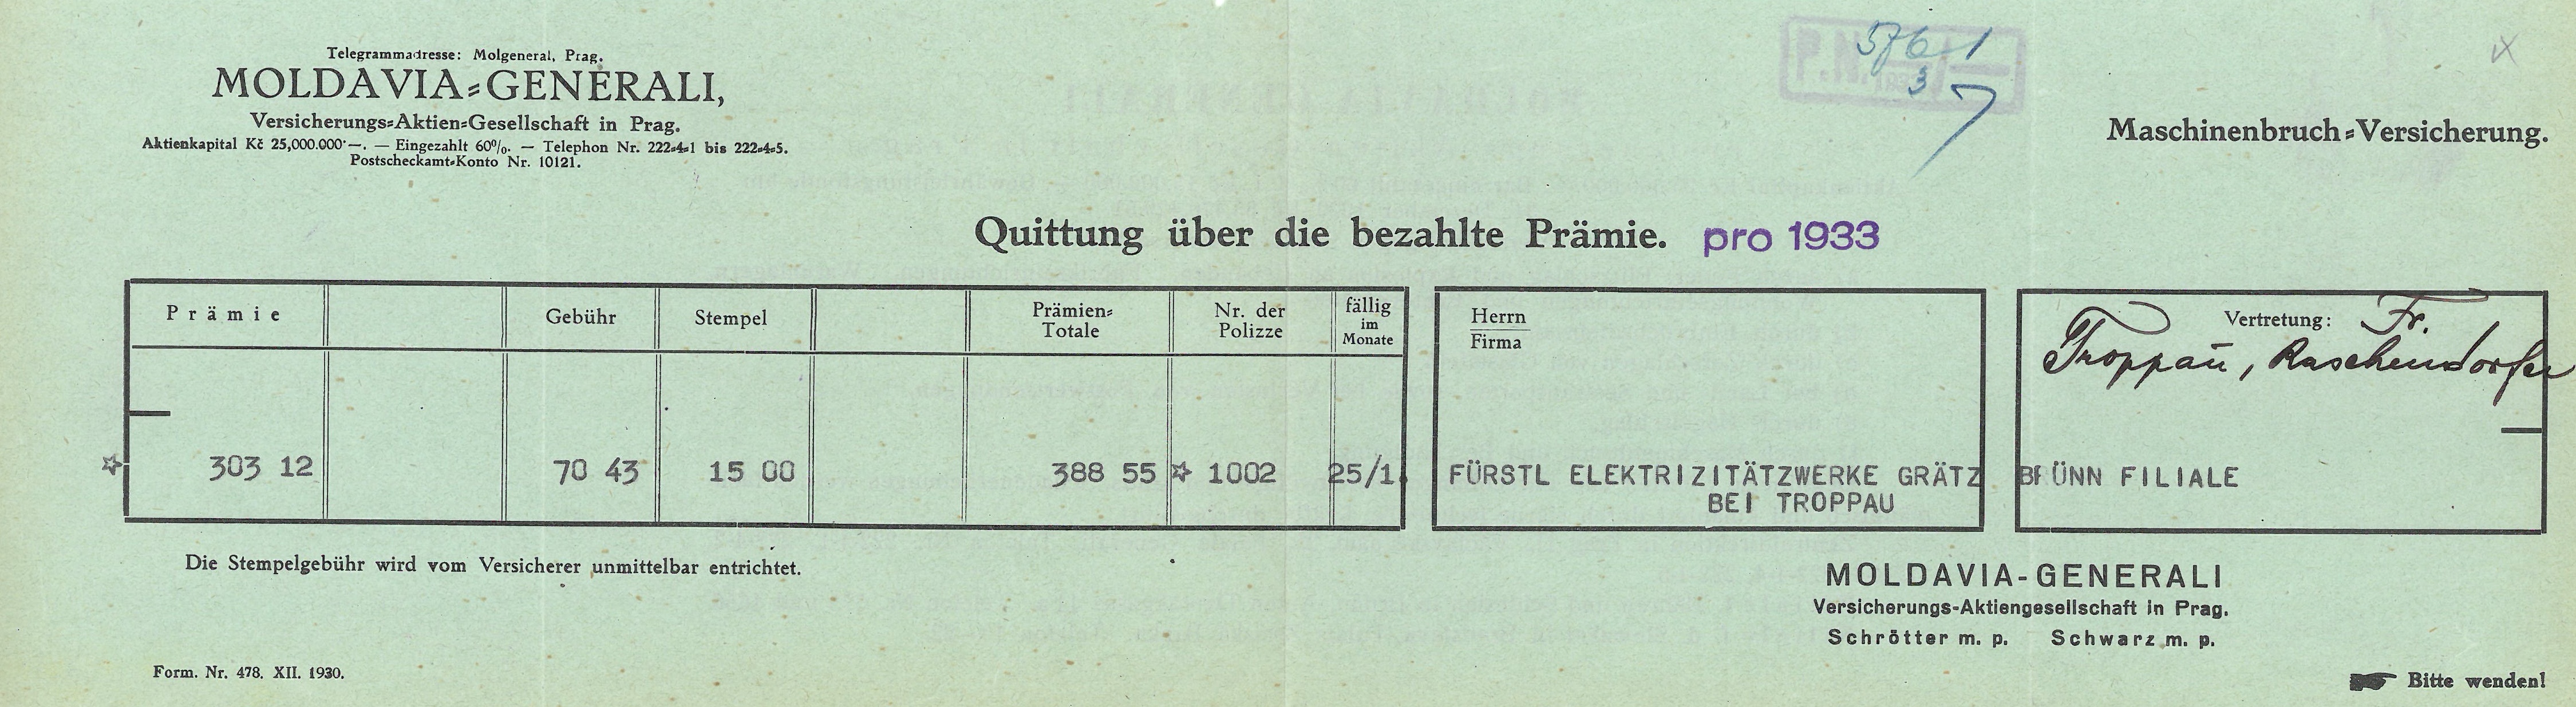 Telegrammadresse: Molgeneral, Prag.
MOLDAVIA=GENERALI,
Versicherungs=Aktien=Gesellschaft in Prag.
Aktienkapital Kč 25,000.000·—. — Eingezahlt 60%. — Telephon Nr. 222=4=1 bis 222=4=5.
Postscheckamt=Konto Nr. 10121.
576 1
3
Maschinenbruch=Versicherung.
Quittung über die bezahlte Prämie. pro 1933
Prämie Gebühr Stempel Prämien=Totale Nr. der Polizze fällig im Monate
303 12 70 43 15 00 388 55 1002 25/1.
Herrn
Firma
FÜRSTL ELEKTRIZITÄTZWERKE GRÄTZ
BEI TROPPAU
Vertretung: Fr.
Troppau, Raschendorfer
BRÜNN FILIALE
Die Stempelgebühr wird vom Versicherer unmittelbar entrichtet.
MOLDAVIA-GENERALI
Versicherungs-Aktiengesellschaft in Prag.
Schrötter m. p. Schwarz m. p.
Form. Nr. 478. XII. 1930.
Bitte wenden!